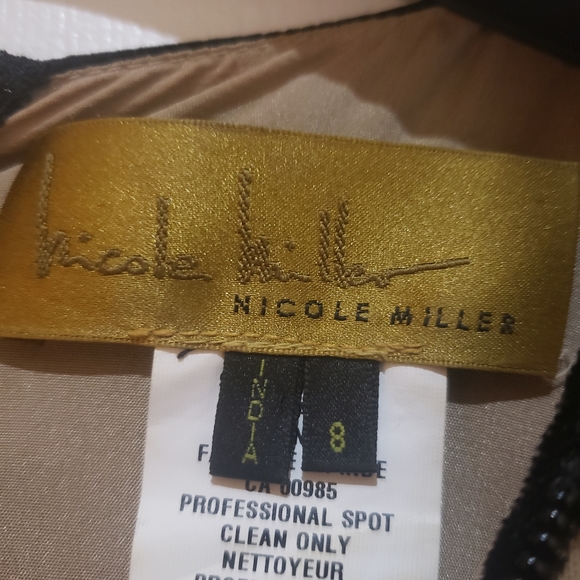 nicole miller
NICOLE MILLER
INDIA
8
CA 00985
PROFESSIONAL SPOT
CLEAN ONLY
NETTOYEUR